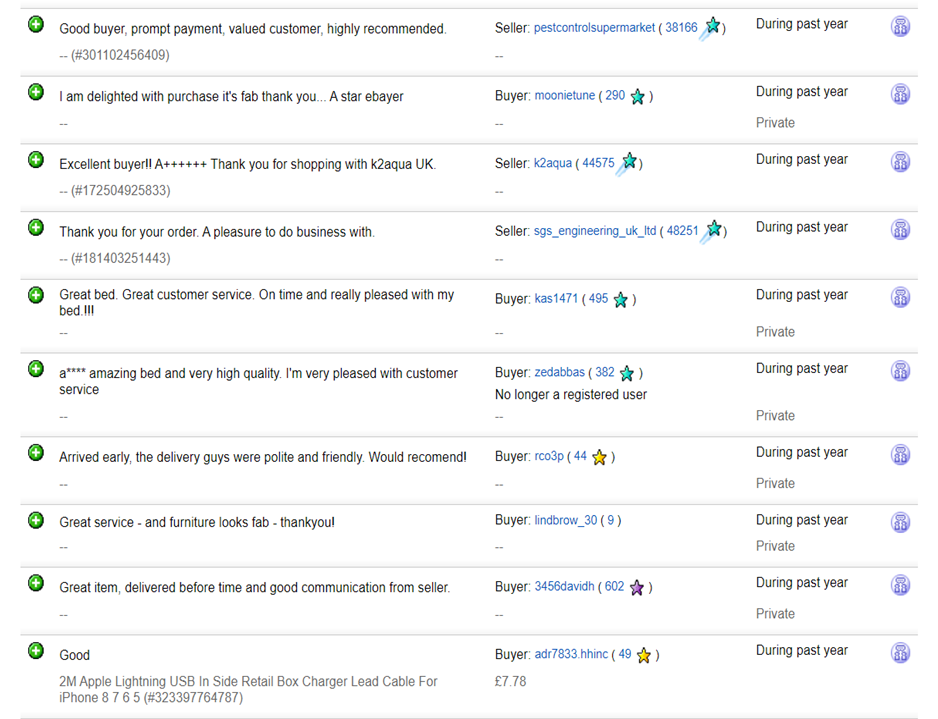 Good buyer, prompt payment, valued customer, highly recommended. Seller: pestcontrolsupermarket ( 38166 ) During past year
-- (#301102456409) --
I am delighted with purchase it's fab thank you... A star ebayer Buyer: moonietune ( 290 ) During past year
-- -- Private
Excellent buyer!! A++++++ Thank you for shopping with k2aqua UK. Seller: k2aqua ( 44575 ) During past year
-- (#172504925833) --
Thank you for your order. A pleasure to do business with. Seller: sgs_engineering_uk_ltd ( 48251 ) During past year
-- (#181403251443) --
Great bed. Great customer service. On time and really pleased with my Buyer: kas1471 ( 495 ) During past year
bed.!!!
-- -- Private
a**** amazing bed and very high quality. I'm very pleased with customer Buyer: zedabbas ( 382 ) During past year
service No longer a registered user
-- -- Private
Arrived early, the delivery guys were polite and friendly. Would recomend! Buyer: rco3p ( 44 ) During past year
-- -- Private
Great service - and furniture looks fab - thankyou! Buyer: lindbrow_30 ( 9 ) During past year
-- -- Private
Great item, delivered before time and good communication from seller. Buyer: 3456davidh ( 602 ) During past year
-- -- Private
Good Buyer: adr7833.hhinc ( 49 ) During past year
2M Apple Lightning USB In Side Retail Box Charger Lead Cable For £7.78
iPhone 8 7 6 5 (#323397764787)